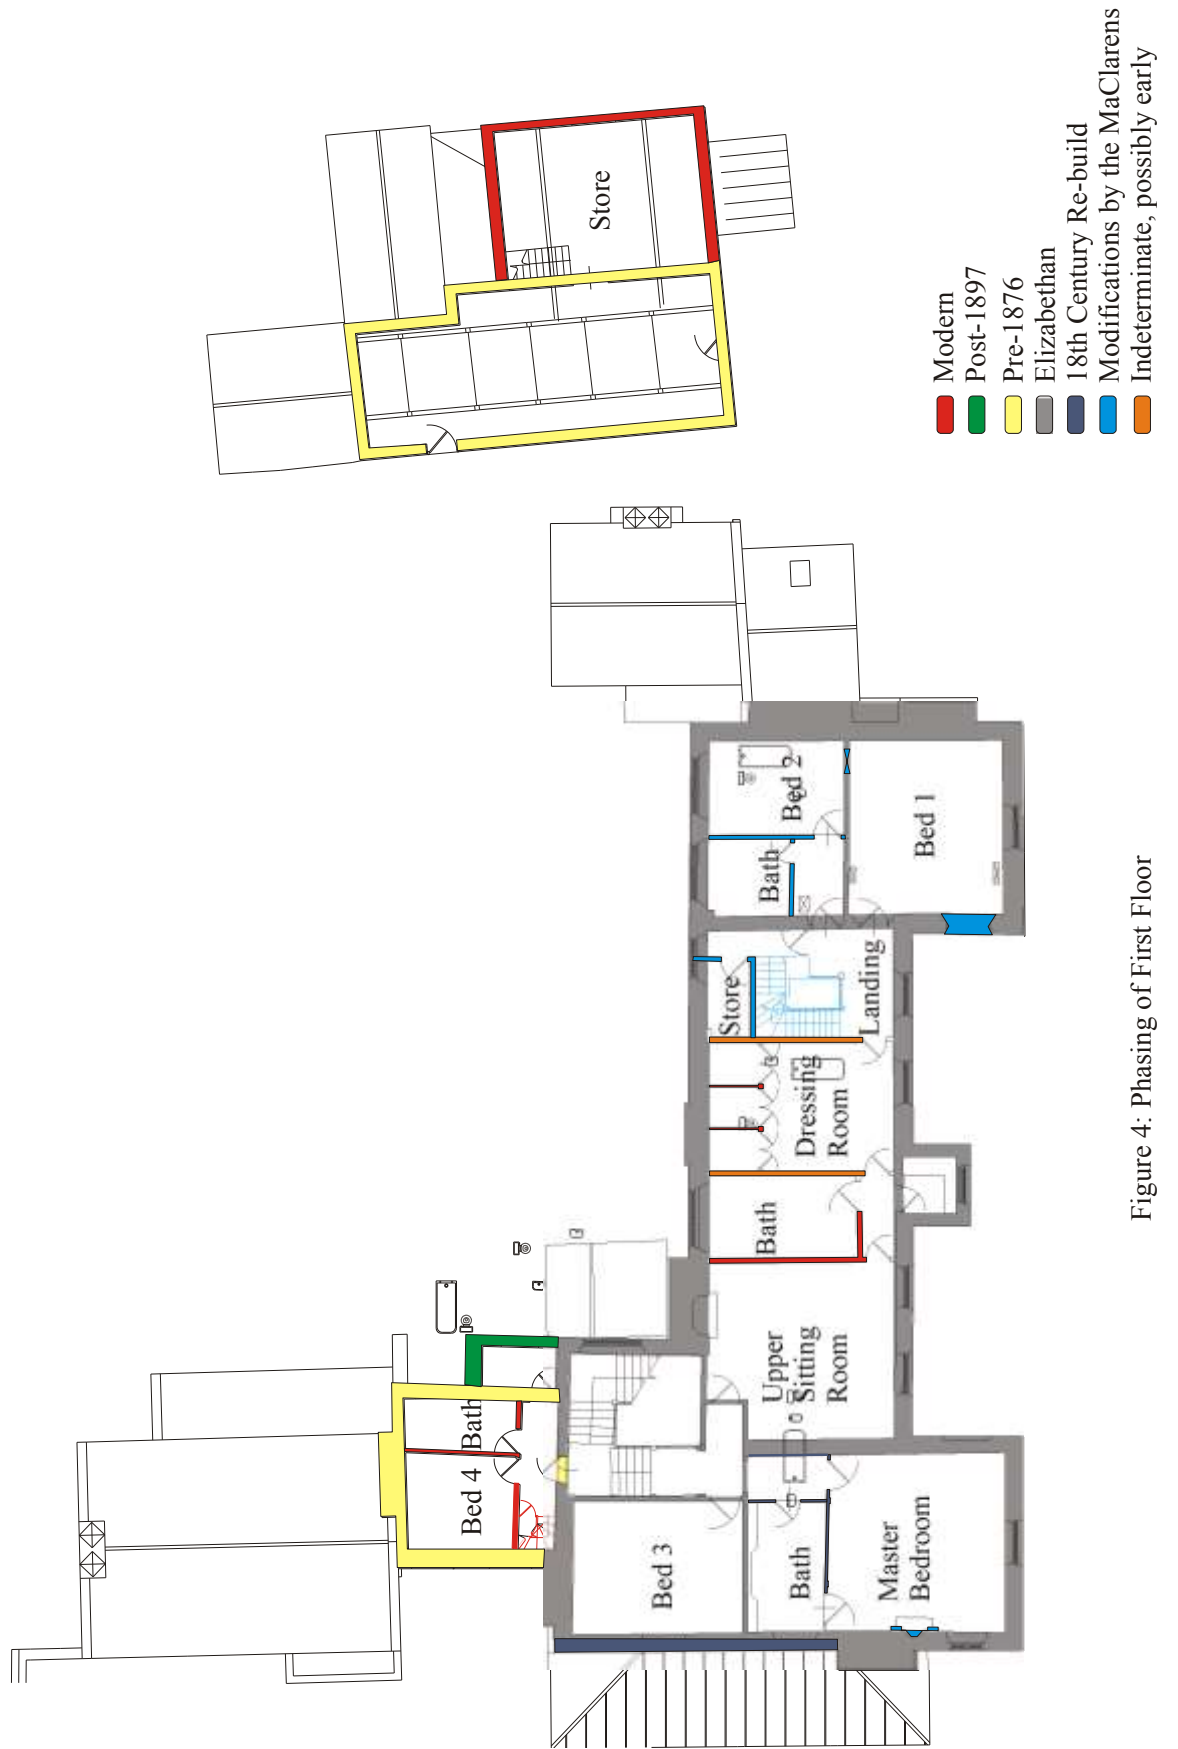 Store
Modern
Post-1897
Pre-1876
Elizabethan
18th Century Re-build
Modifications by the MaClarens
Indeterminate, possibly early
Bath
Bed 4
Bed 3
Bath
Master
Bedroom
Upper
Sitting
Room
Bath
Dressing
Room
Store
Landing
Bath
Bed 2
Bed 1
Figure 4: Phasing of First Floor